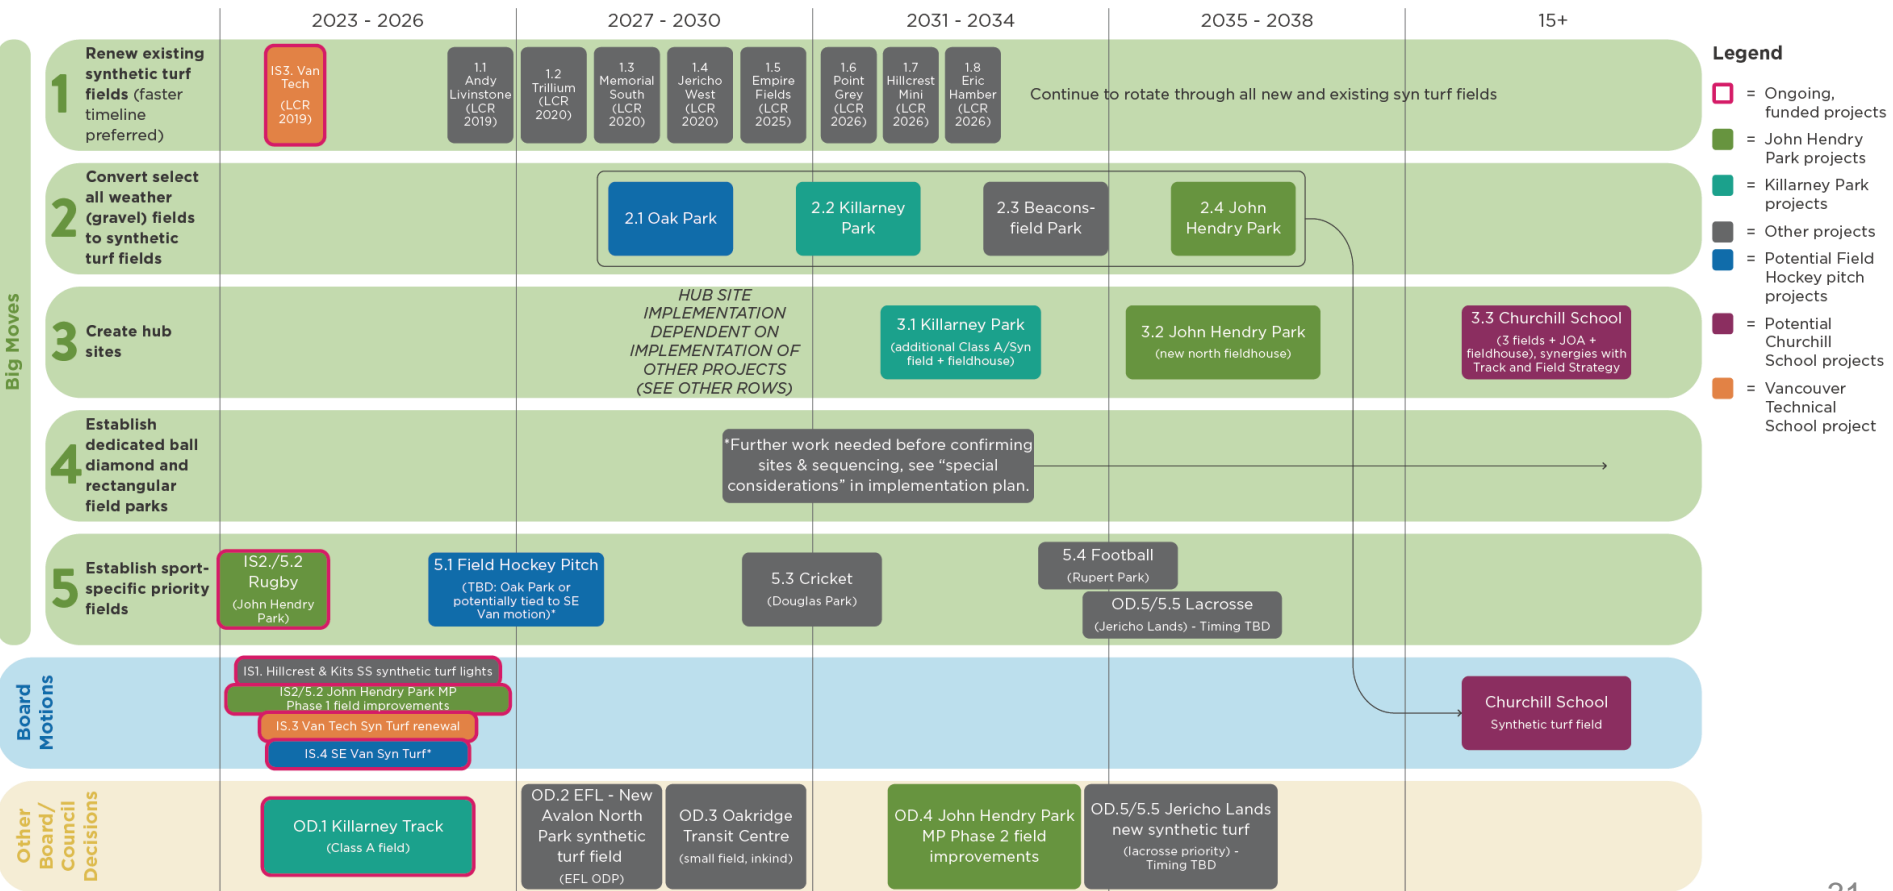 2023 - 2026
2027 - 2030
2031 - 2034
2035 - 2038
15+
Big Moves
1
Renew existing
synthetic turf
fields (faster
timeline
preferred)
IS3. Van
Tech
(LCR
2019)
1.1
Andy
Livinstone
(LCR
2019)
1.2
Trillium
(LCR
2020)
1.3
Memorial
South
(LCR
2020)
1.4
Jericho
West
(LCR
2020)
1.5
Empire
Fields
(LCR
2025)
1.6
Point
Grey
(LCR
2026)
1.7
Hillcrest
Mini
(LCR
2026)
1.8
Eric
Hamber
(LCR
2026)
Continue to rotate through all new and existing syn turf fields
2
Convert select
all weather
(gravel) fields
to synthetic
turf fields
2.1 Oak Park
2.2 Killarney
Park
2.3 Beacons-
field Park
2.4 John
Hendry Park
3
Create hub
sites
HUB SITE
IMPLEMENTATION
DEPENDENT ON
IMPLEMENTATION OF
OTHER PROJECTS
(SEE OTHER ROWS)
3.1 Killarney Park
(additional Class A/Syn
field + fieldhouse)
3.2 John Hendry Park
(new north fieldhouse)
3.3 Churchill School
(3 fields + JOA +
fieldhouse), synergies with
Track and Field Strategy
4
Establish
dedicated ball
diamond and
rectangular
field parks
*Further work needed before confirming
sites & sequencing, see “special
considerations” in implementation plan.
5
Establish sport-
specific priority
fields
IS2./5.2
Rugby
(John Hendry
Park)
5.1 Field Hockey Pitch
(TBD: Oak Park or
potentially tied to SE
Van motion)*
5.3 Cricket
(Douglas Park)
5.4 Football
(Rupert Park)
OD.5/5.5 Lacrosse
(Jericho Lands) - Timing TBD
Board
Motions
IS1. Hillcrest & Kits SS synthetic turf lights
IS2/5.2 John Hendry Park MP
Phase 1 field improvements
IS.3 Van Tech Syn Turf renewal
IS.4 SE Van Syn Turf*
Churchill School
Synthetic turf field
Other
Board/
Council
Decisions
OD.1 Killarney Track
(Class A field)
OD.2 EFL - New
Avalon North
Park synthetic
turf field
(EFL ODP)
OD.3 Oakridge
Transit Centre
(small field, inkind)
OD.4 John Hendry Park
MP Phase 2 field
improvements
OD.5/5.5 Jericho Lands
new synthetic turf
(lacrosse priority) -
Timing TBD
Legend
= Ongoing,
funded projects
= John Hendry
Park projects
= Killarney Park
projects
= Other projects
= Potential Field
Hockey pitch
projects
= Potential
Churchill
School projects
= Vancouver
Technical
School project